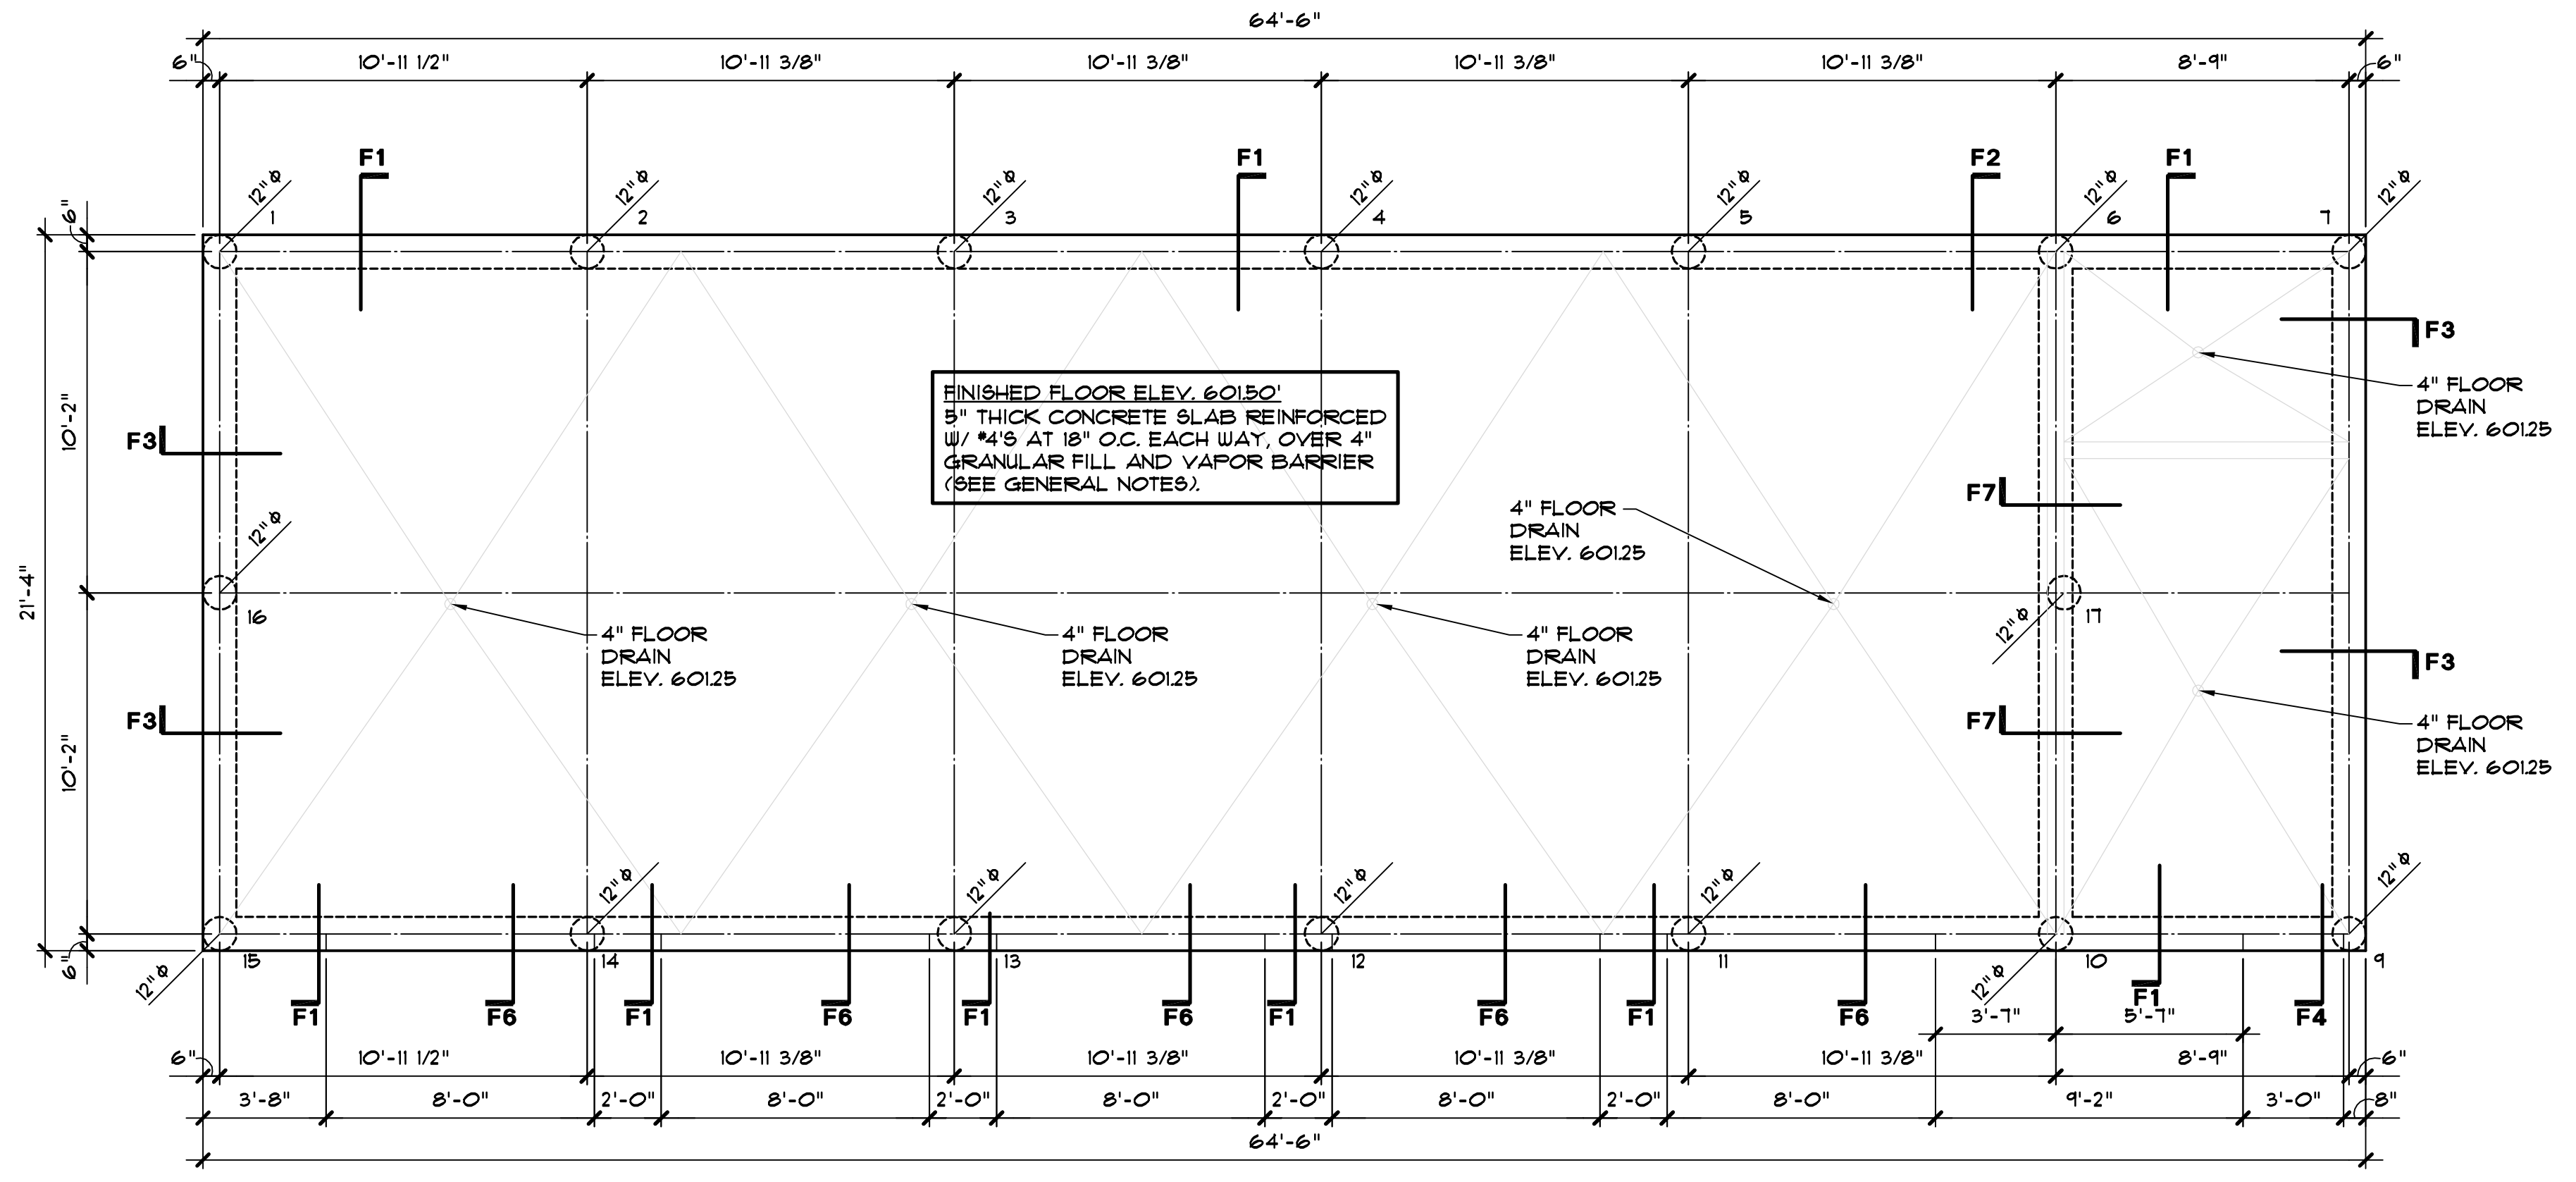 64'-6"
6" 10'-11 1/2" 10'-11 3/8" 10'-11 3/8" 10'-11 3/8" 10'-11 3/8" 8'-9" 6"
F1 F1 F2 F1
12" ϕ 12" ϕ 12" ϕ 12" ϕ 12" ϕ 12" ϕ 12" ϕ
6" 1 2 3 4 5 6 7
F3
FINISHED FLOOR ELEV. 601.50'
5" THICK CONCRETE SLAB REINFORCED
W/ #4'S AT 18" O.C. EACH WAY, OVER 4"
GRANULAR FILL AND VAPOR BARRIER
(SEE GENERAL NOTES).
4" FLOOR
DRAIN
ELEV. 601.25
10'-2"
F3
F7
4" FLOOR
DRAIN
ELEV. 601.25
12" ϕ
21'-4"
16
17
12" ϕ
4" FLOOR
DRAIN
ELEV. 601.25
4" FLOOR
DRAIN
ELEV. 601.25
4" FLOOR
DRAIN
ELEV. 601.25
F3
F3
F7
4" FLOOR
DRAIN
ELEV. 601.25
10'-2"
12" ϕ 12" ϕ 12" ϕ 12" ϕ 12" ϕ
6" 15 14 13 12 11 10 9
12" ϕ 12" ϕ
F1 F6 F1 F6 F1 F6 F1 F6 F1 F6 F1 F4
3'-7" 5'-7"
6" 10'-11 1/2" 10'-11 3/8" 10'-11 3/8" 10'-11 3/8" 10'-11 3/8" 8'-9" 6"
3'-8" 8'-0" 2'-0" 8'-0" 2'-0" 8'-0" 2'-0" 8'-0" 2'-0" 8'-0" 9'-2" 3'-0" 8"
64'-6"